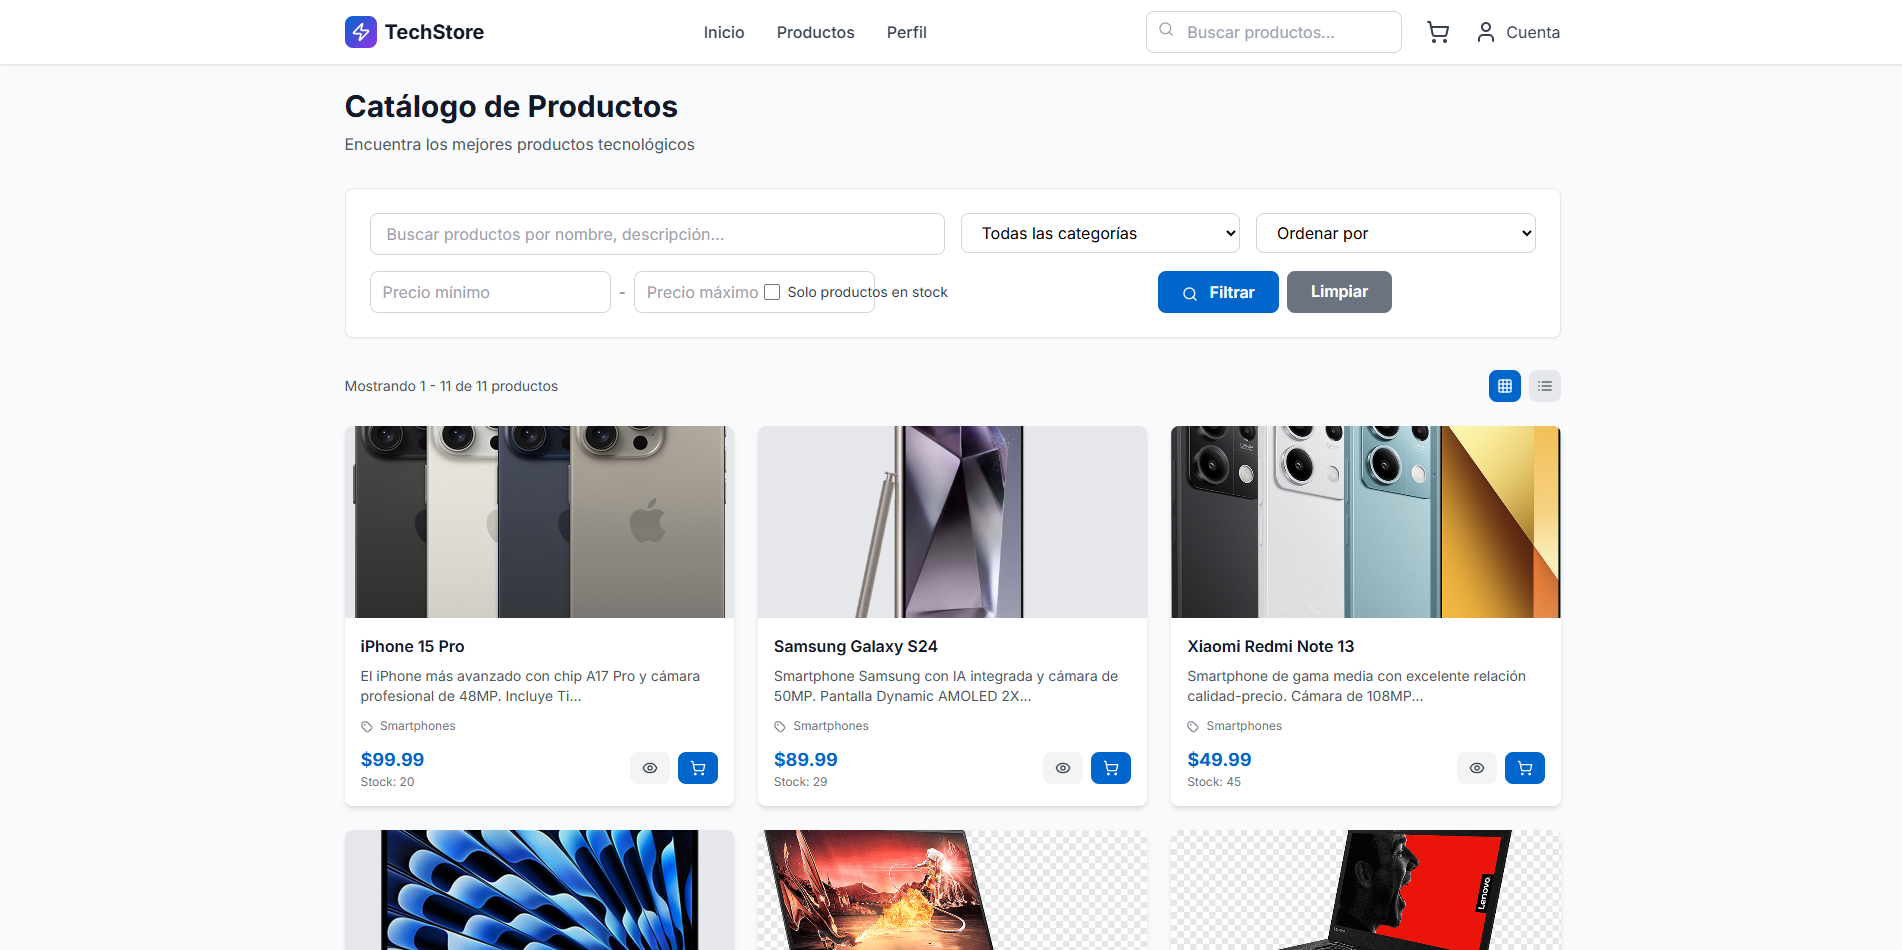 TechStore
Inicio Productos Perfil
Buscar productos...
Cuenta
Catálogo de Productos
Encuentra los mejores productos tecnológicos
Buscar productos por nombre, descripción...
Todas las categorías
Ordenar por
Precio mínimo - Precio máximo Solo productos en stock
Filtrar
Limpiar
Mostrando 1 - 11 de 11 productos
iPhone 15 Pro
El iPhone más avanzado con chip A17 Pro y cámara
profesional de 48MP. Incluye Ti...
Smartphones
$99.99
Stock: 20
Samsung Galaxy S24
Smartphone Samsung con IA integrada y cámara de
50MP. Pantalla Dynamic AMOLED 2X...
Smartphones
$89.99
Stock: 29
Xiaomi Redmi Note 13
Smartphone de gama media con excelente relación
calidad-precio. Cámara de 108MP...
Smartphones
$49.99
Stock: 45
Lenovo